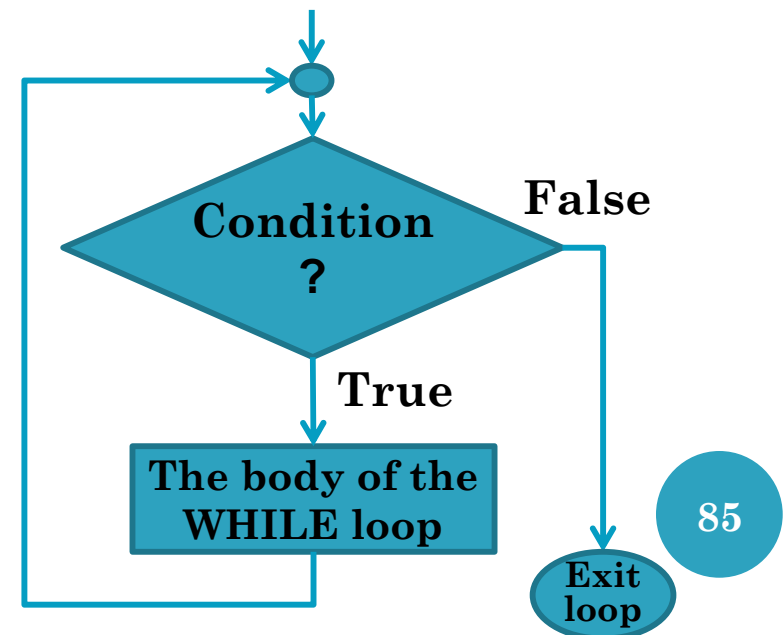 False
Condition
?
True
The body of the
WHILE loop
85
Exit
loop